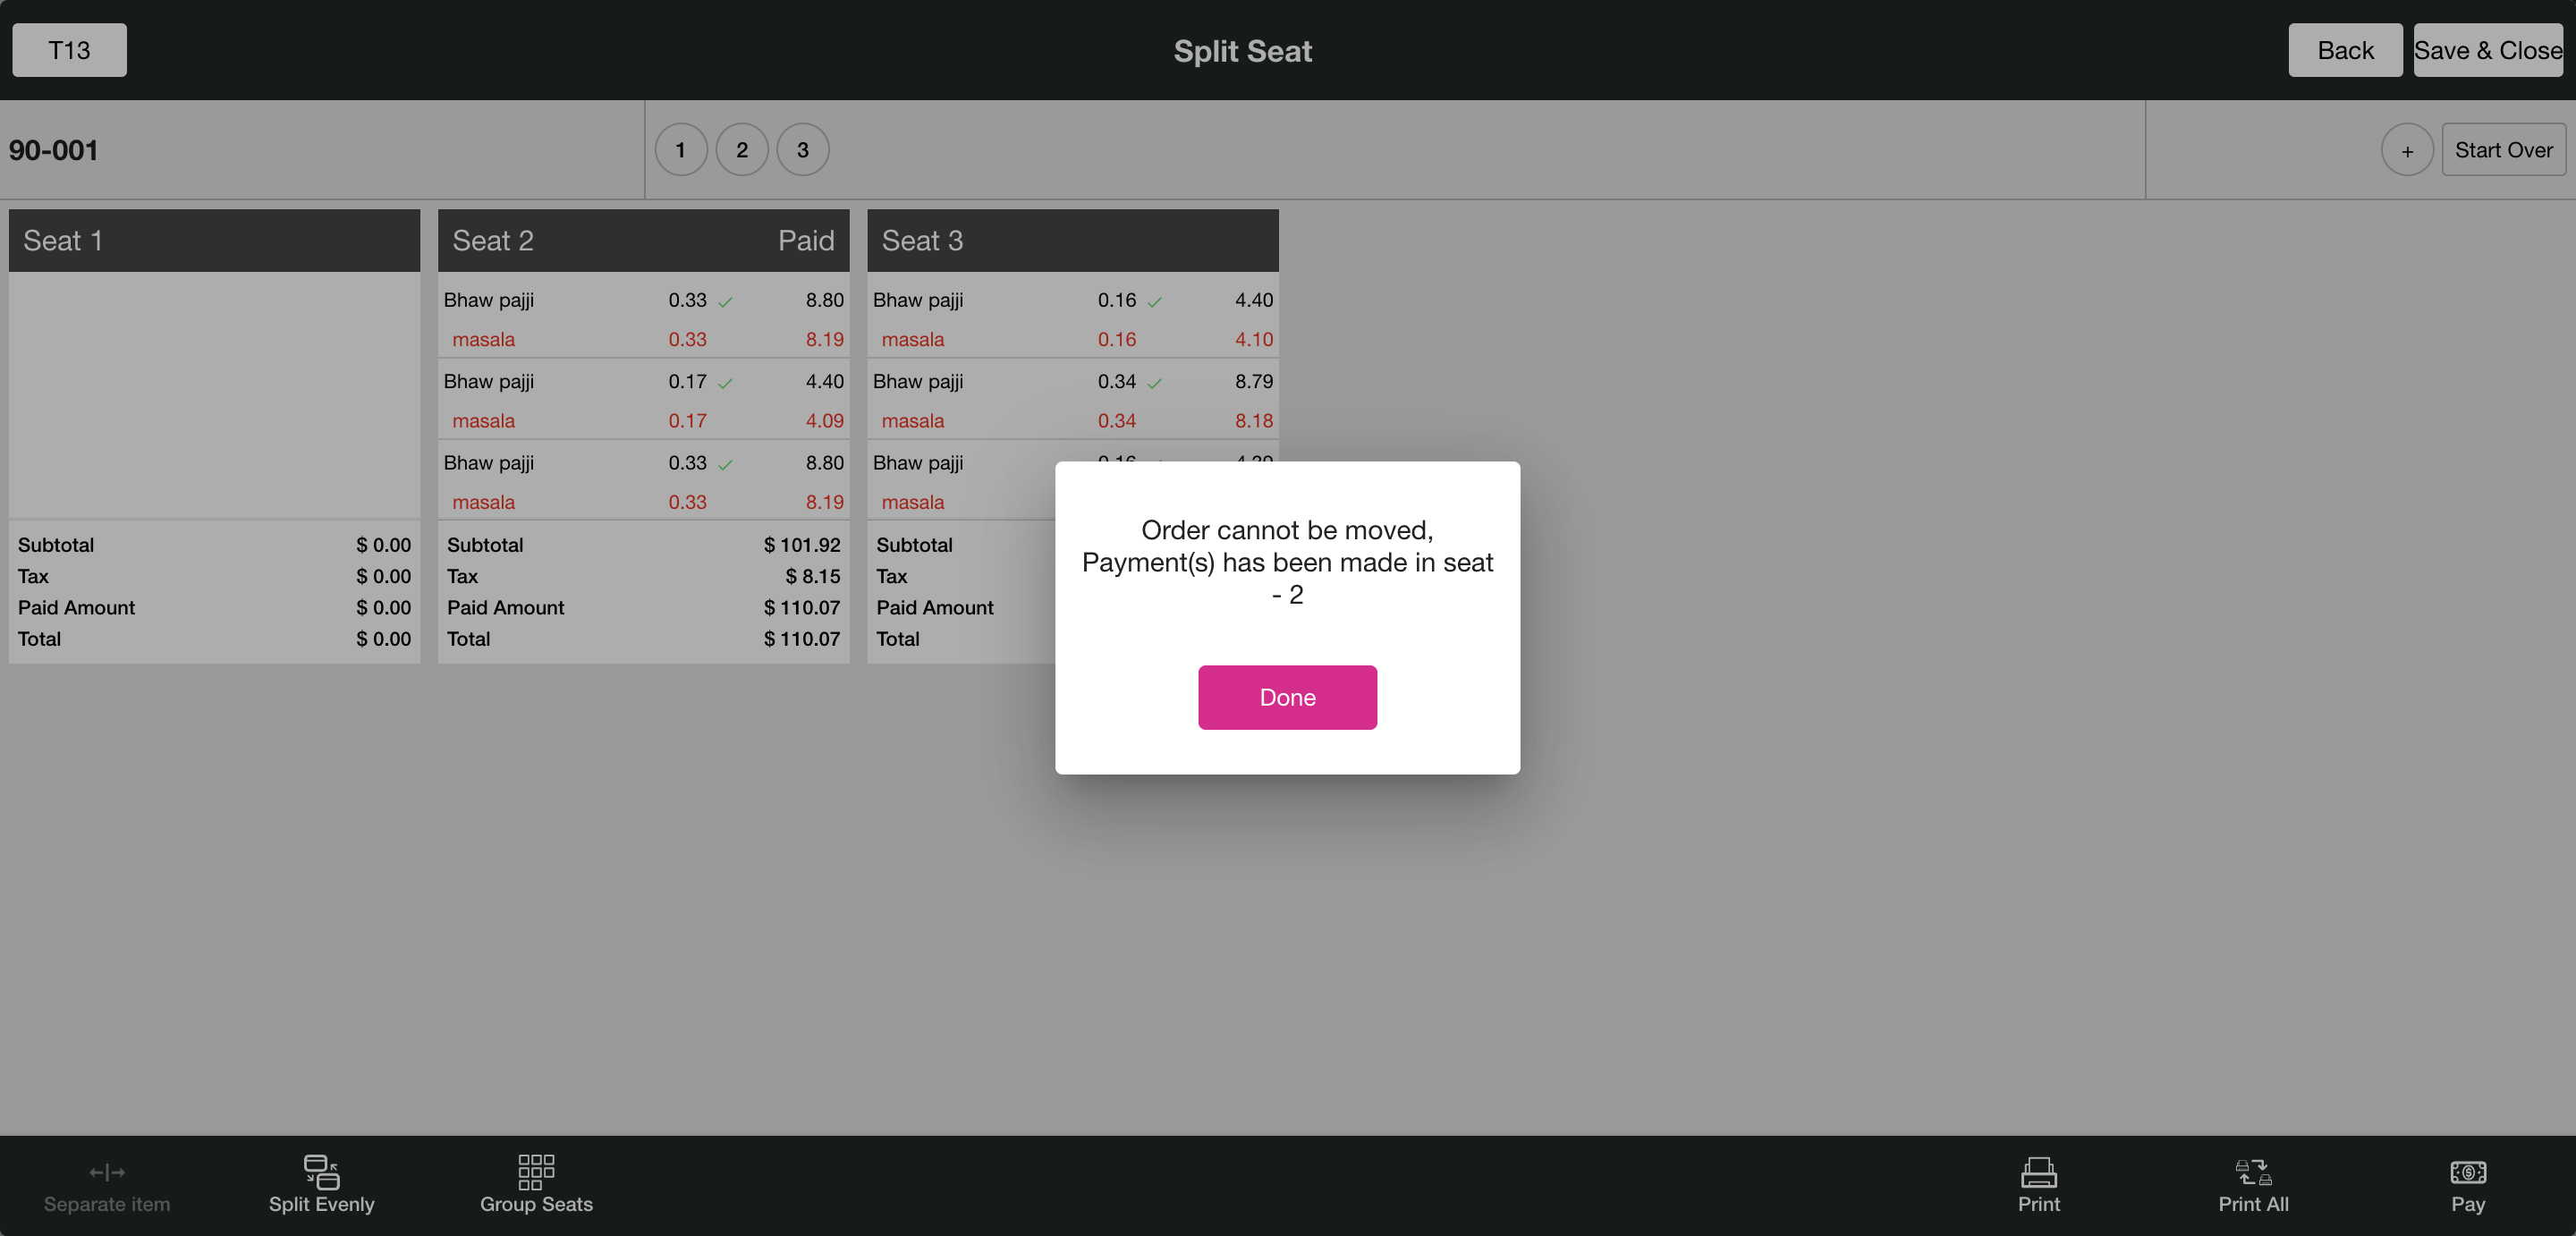 T13 Split Seat Back Save & Close
90-001 1 2 3 + Start Over
Seat 1
Subtotal $ 0.00
Tax $ 0.00
Paid Amount $ 0.00
Total $ 0.00
Seat 2 Paid
Bhaw pajji 0.33 8.80
masala 0.33 8.19
Bhaw pajji 0.17 4.40
masala 0.17 4.09
Bhaw pajji 0.33 8.80
masala 0.33 8.19
Subtotal $ 101.92
Tax $ 8.15
Paid Amount $ 110.07
Total $ 110.07
Seat 3
Bhaw pajji 0.16 4.40
masala 0.16 4.10
Bhaw pajji 0.34 8.79
masala 0.34 8.18
Bhaw pajji
masala
Subtotal
Tax
Paid Amount
Total
Order cannot be moved,
Payment(s) has been made in seat
- 2
Done
Separate item Split Evenly Group Seats Print Print All Pay